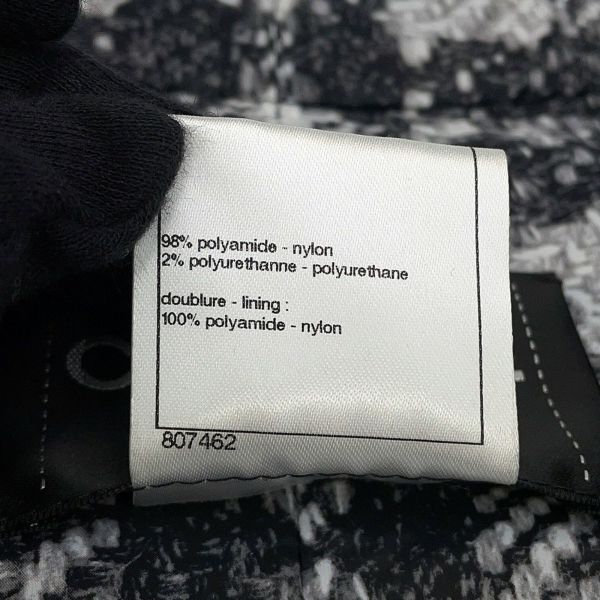 98% polyamide - nylon
2% polyurethanne - polyurethane
doublure - lining :
100% polyamide - nylon
807462